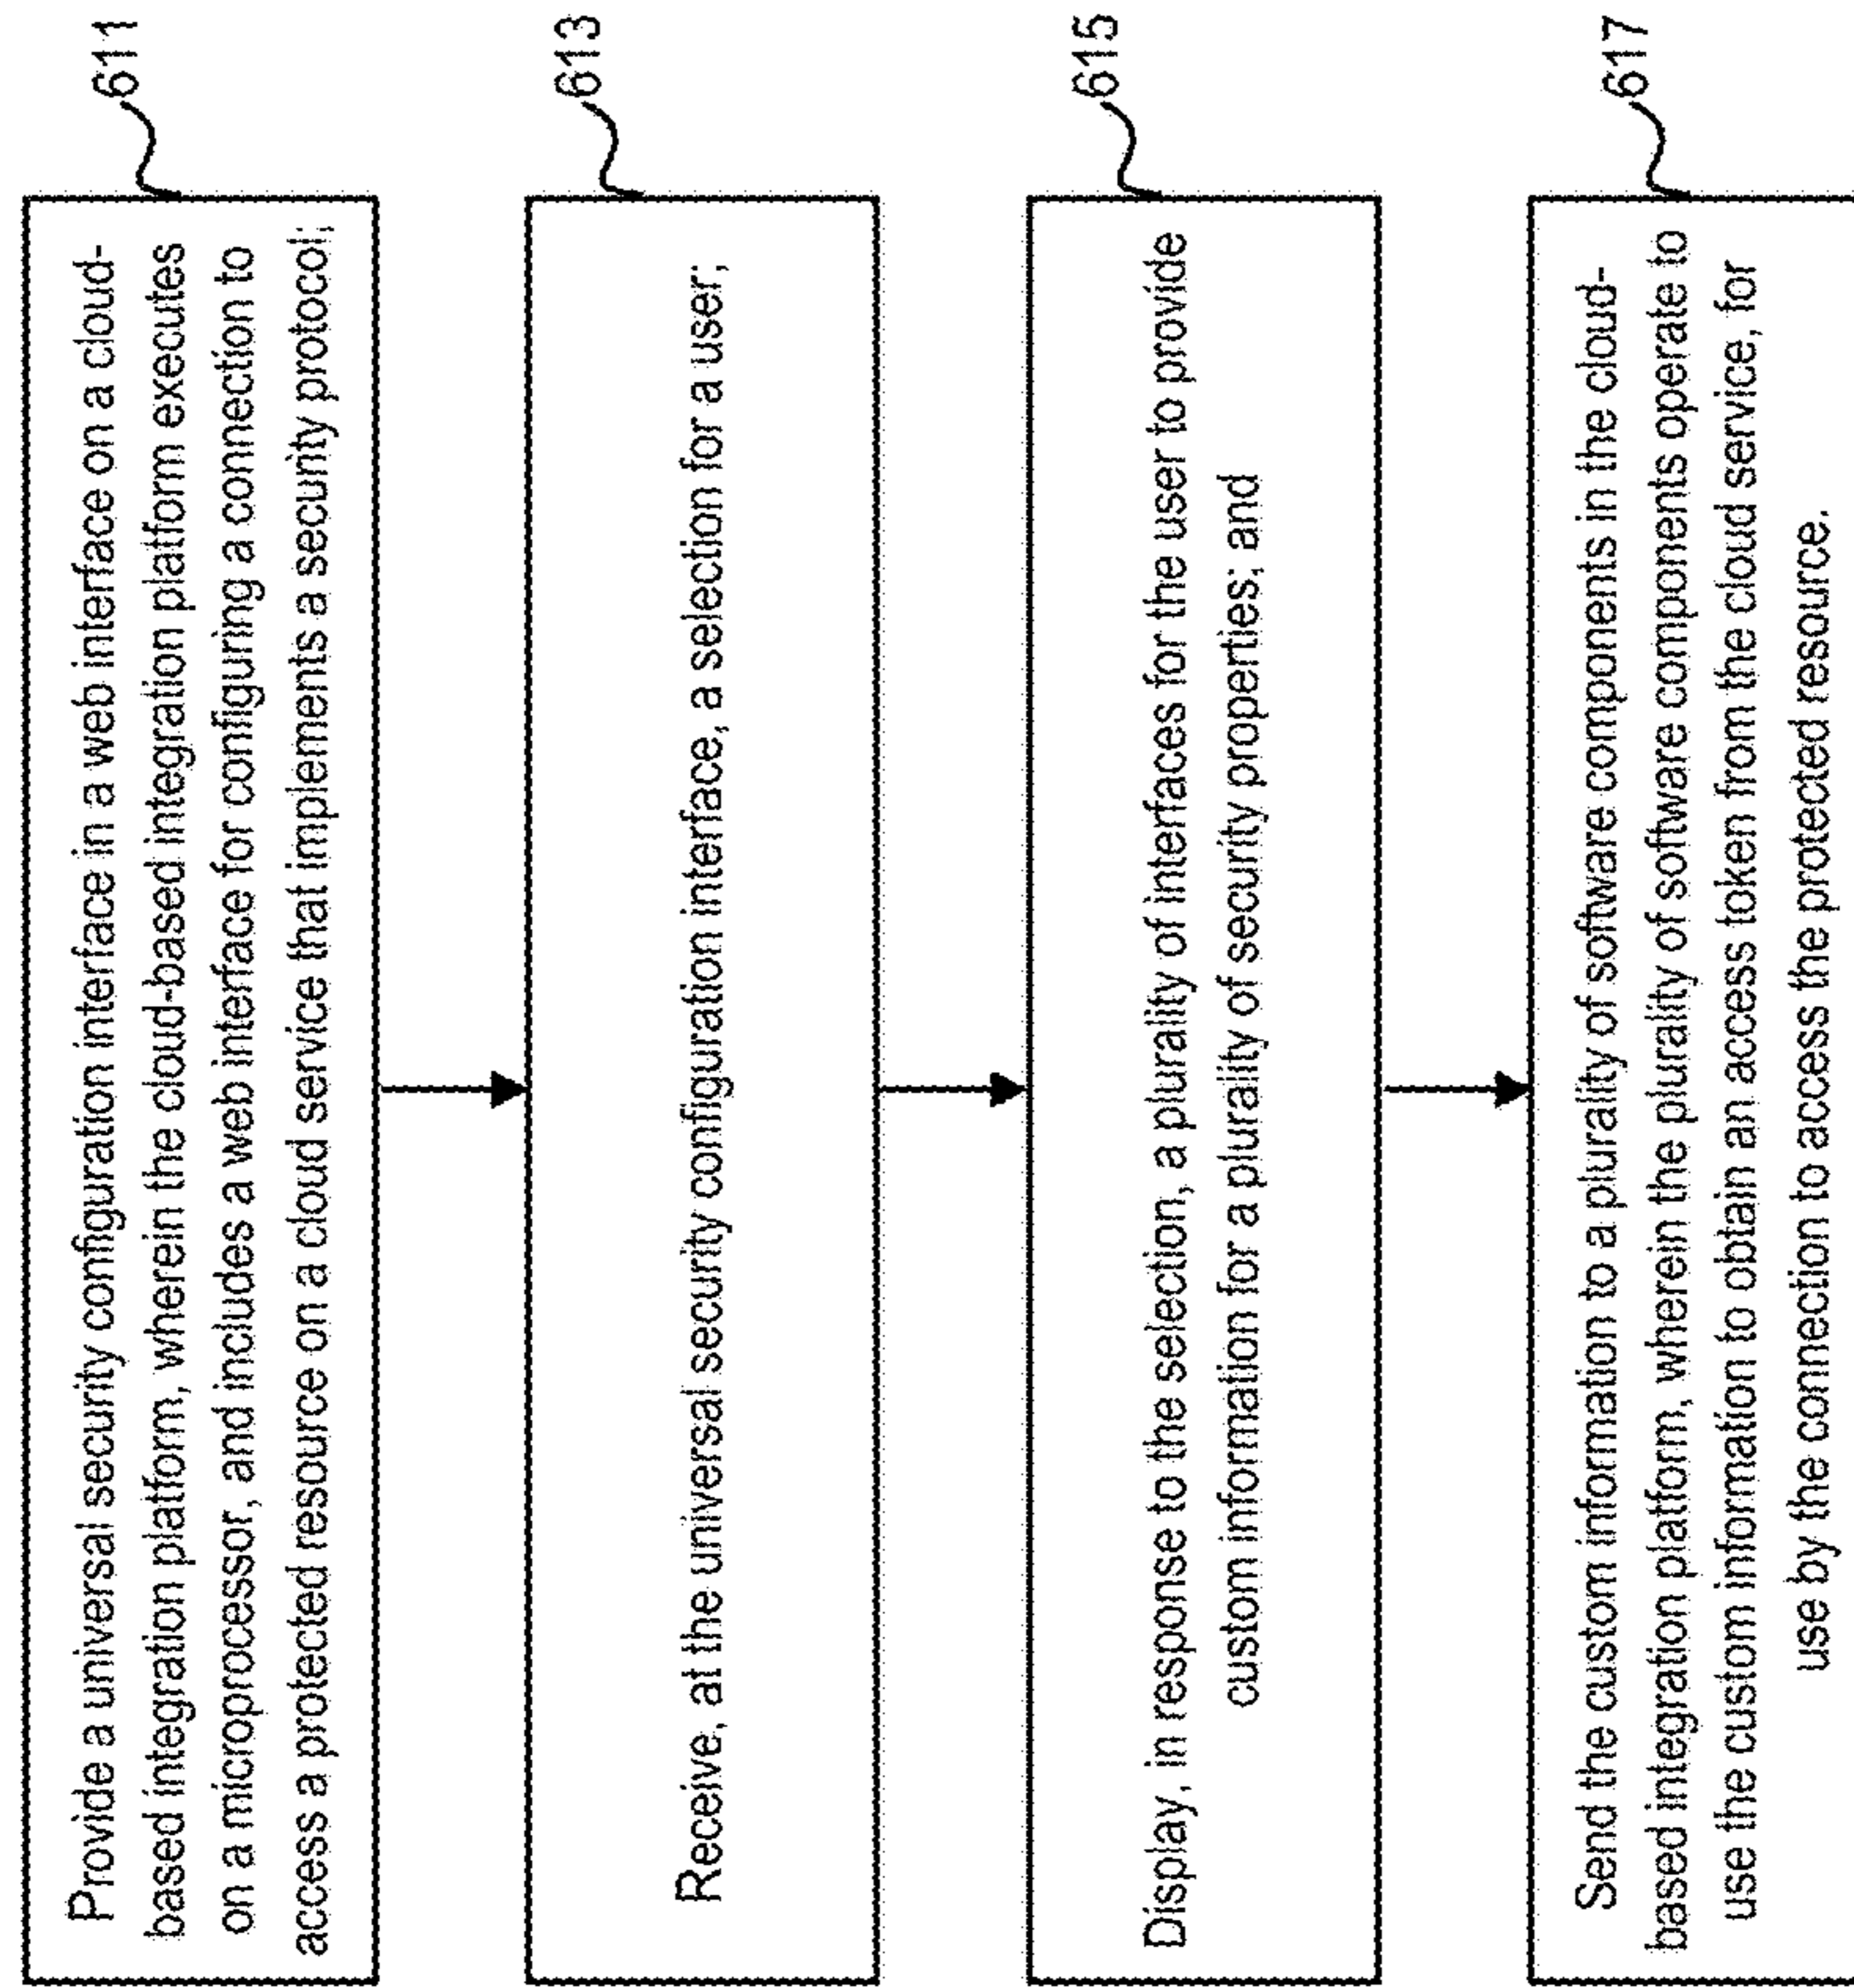 Provide a universal security configuration interface in a web interface on a cloud-
based integration platform, wherein the cloud-based integration platform executes
on a microprocessor, and includes a web interface for configuring a connection to
access a protected resource on a cloud service that implements a security protocol;
611
Receive, at the universal security configuration interface, a selection for a user;
613
Display, in response to the selection, a plurality of interfaces for the user to provide
custom information for a plurality of security properties; and
615
Send the custom information to a plurality of software components in the cloud-
based integration platform, wherein the plurality of software components operate to
use the custom information to obtain an access token from the cloud service, for
use by the connection to access the protected resource.
617